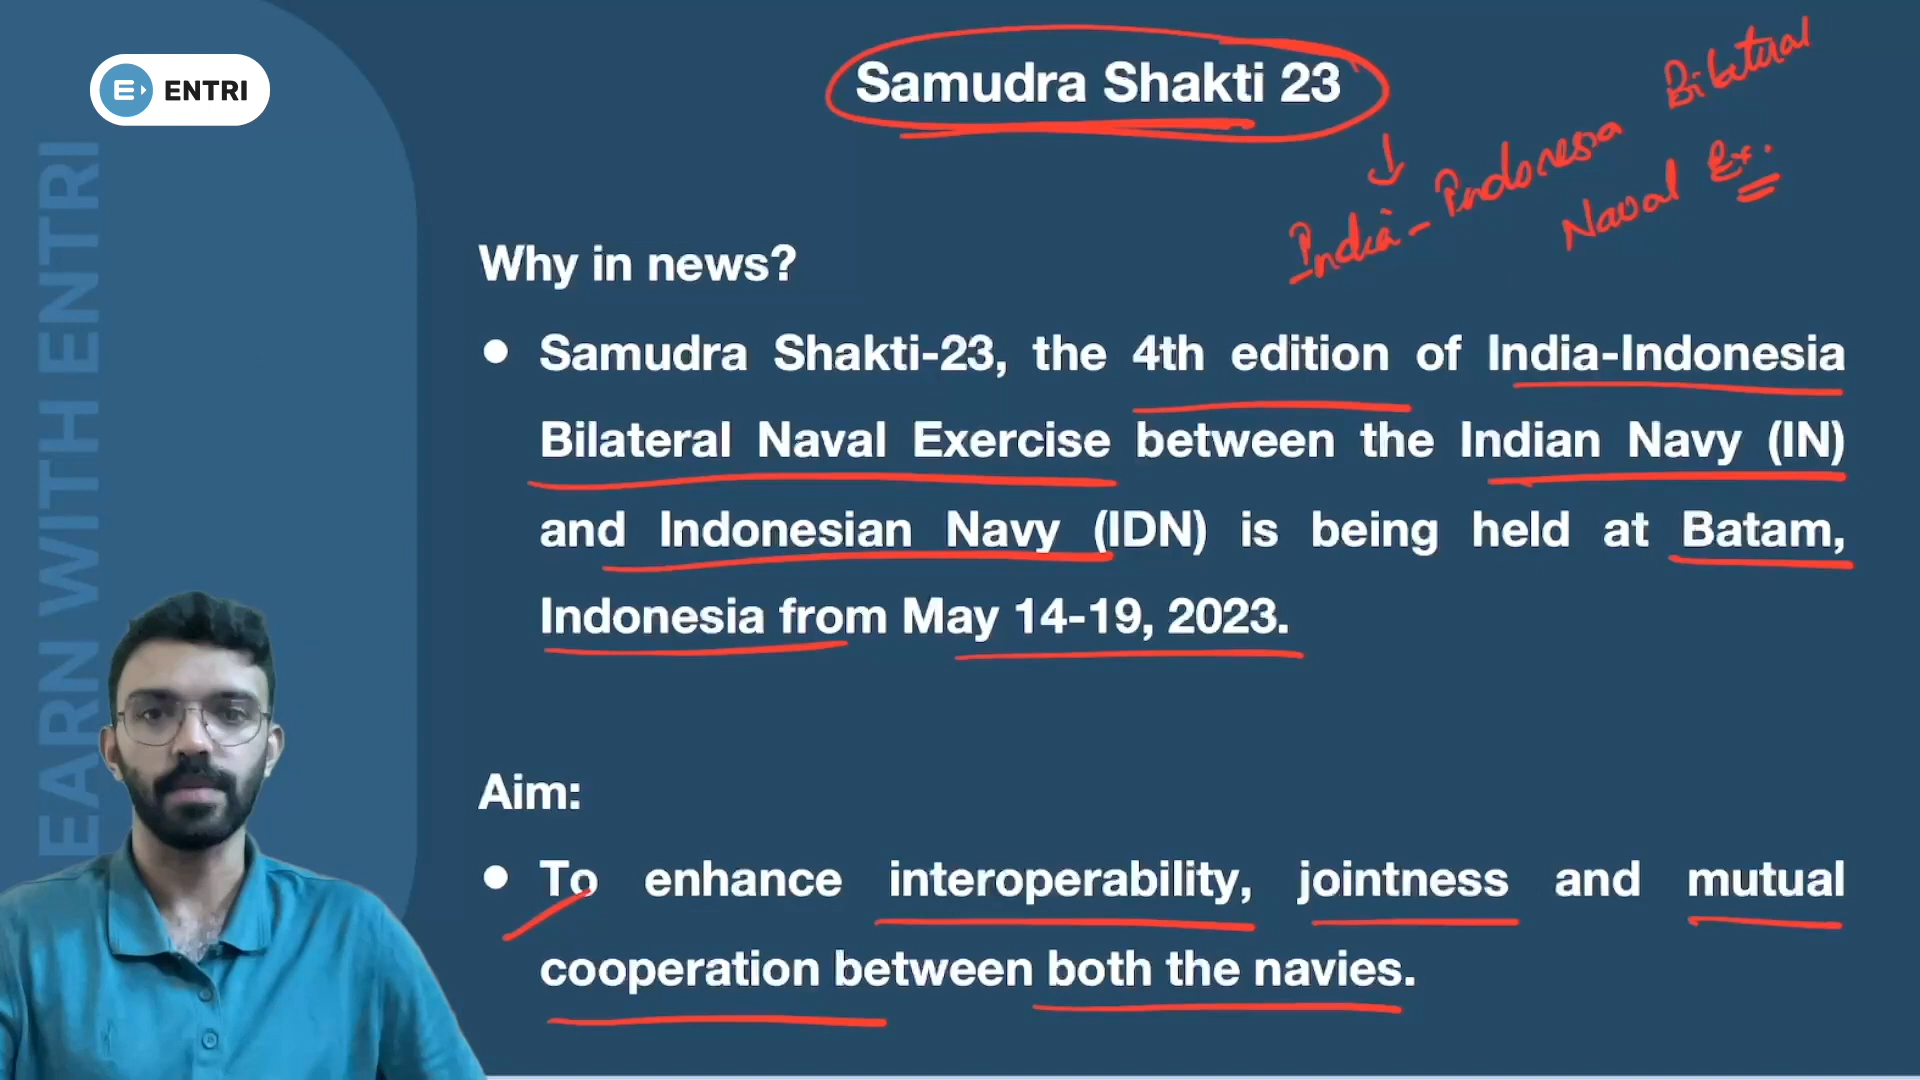 ENTRI
EARN WITH ENTRI
Samudra Shakti 23
India - Indonesia Bilateral
Naval Ex.
Why in news?
• Samudra Shakti-23, the 4th edition of India-Indonesia
Bilateral Naval Exercise between the Indian Navy (IN)
and Indonesian Navy (IDN) is being held at Batam,
Indonesia from May 14-19, 2023.
Aim:
• To enhance interoperability, jointness and mutual
cooperation between both the navies.